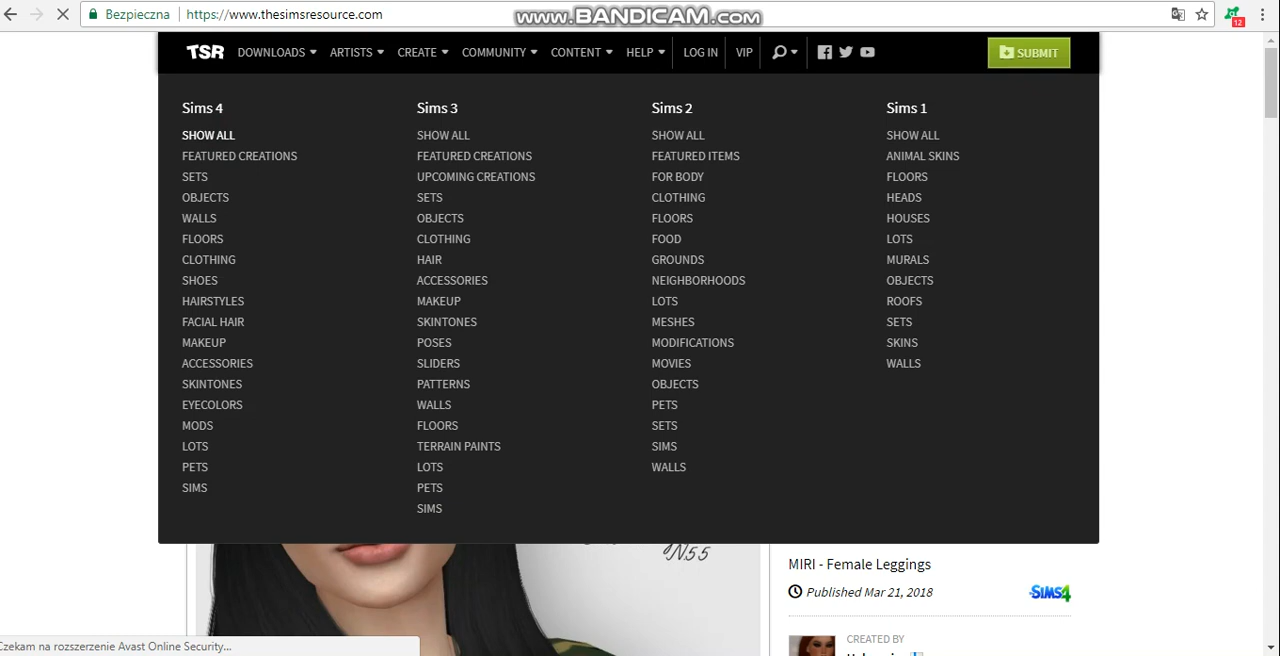 Bezpieczna https://www.thesimsresource.com
www.BANDICAM.com
12
TSR DOWNLOADS ARTISTS CREATE COMMUNITY CONTENT HELP LOG IN VIP SUBMIT
Sims 4
SHOW ALL
FEATURED CREATIONS
SETS
OBJECTS
WALLS
FLOORS
CLOTHING
SHOES
HAIRSTYLES
FACIAL HAIR
MAKEUP
ACCESSORIES
SKINTONES
EYECOLORS
MODS
LOTS
PETS
SIMS
Sims 3
SHOW ALL
FEATURED CREATIONS
UPCOMING CREATIONS
SETS
OBJECTS
CLOTHING
HAIR
ACCESSORIES
MAKEUP
SKINTONES
POSES
SLIDERS
PATTERNS
WALLS
FLOORS
TERRAIN PAINTS
LOTS
PETS
SIMS
Sims 2
SHOW ALL
FEATURED ITEMS
FOR BODY
CLOTHING
FLOORS
FOOD
GROUNDS
NEIGHBORHOODS
LOTS
MESHES
MODIFICATIONS
MOVIES
OBJECTS
PETS
SETS
SIMS
WALLS
Sims 1
SHOW ALL
ANIMAL SKINS
FLOORS
HEADS
HOUSES
LOTS
MURALS
OBJECTS
ROOFS
SETS
SKINS
WALLS
N55
MIRI - Female Leggings
Published Mar 21, 2018
SIMS4
CREATED BY
Czekam na rozszerzenie Avast Online Security...